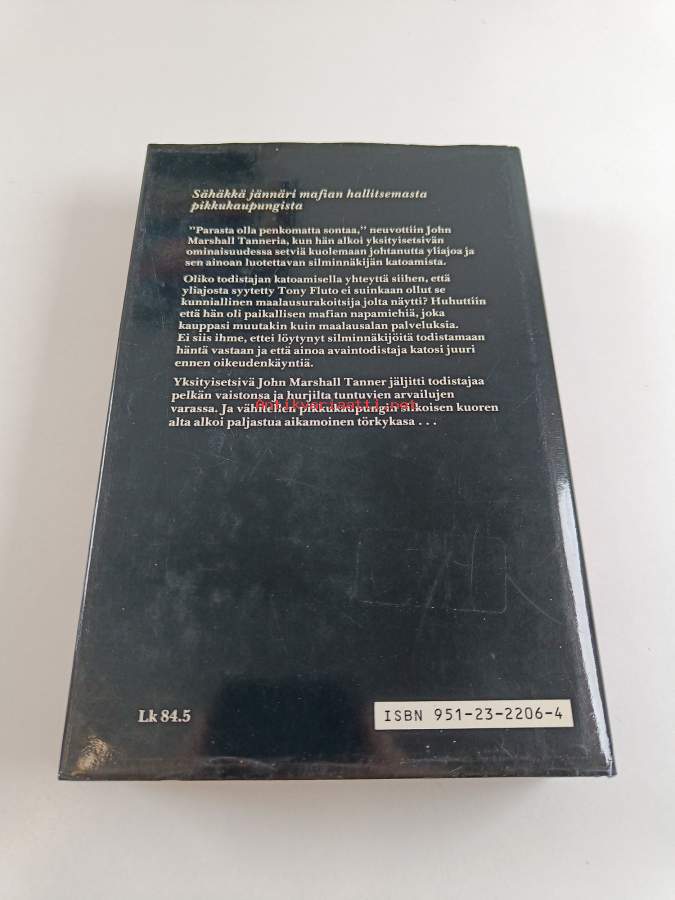 Sähäkkä jännäri mafian hallitsemasta
pikkukaupungista
"Parasta olla penkomatta sontaa," neuvottiin John
Marshall Tanneria, kun hän alkoi yksityisetsivän
ominaisuudessa setviä kuolemaan johtanutta yliajoa ja
sen ainoan luotettavan silminnäkijän katoamista.
Oliko todistajan katoamisella yhteyttä siihen, että
yliajosta syytetty Tony Fluto ei suinkaan ollut se
kunniallinen maalausurakoitsija jolta näytti? Huhuttiin
että hän oli paikallisen mafian napamiehiä, joka
kauppasi muutakin kuin maalausalan palveluksia.
Ei siis ihme, ettei löytynyt silminnäkijöitä todistamaan
häntä vastaan ja että ainoa avaintodistaja katosi juuri
ennen oikeudenkäyntiä.
Yksityisetsivä John Marshall Tanner jäljitti todistajaa
pelkän vaistonsa ja hurjilta tuntuvien arvailujen
varassa. Ja vähitellen pikkukaupungin silkoisen kuoren
Antikvariaatti.net
alta alkoi paljastua aikamoinen törkykasa . . .
Lk 84.5
ISBN 951-23-2206-4